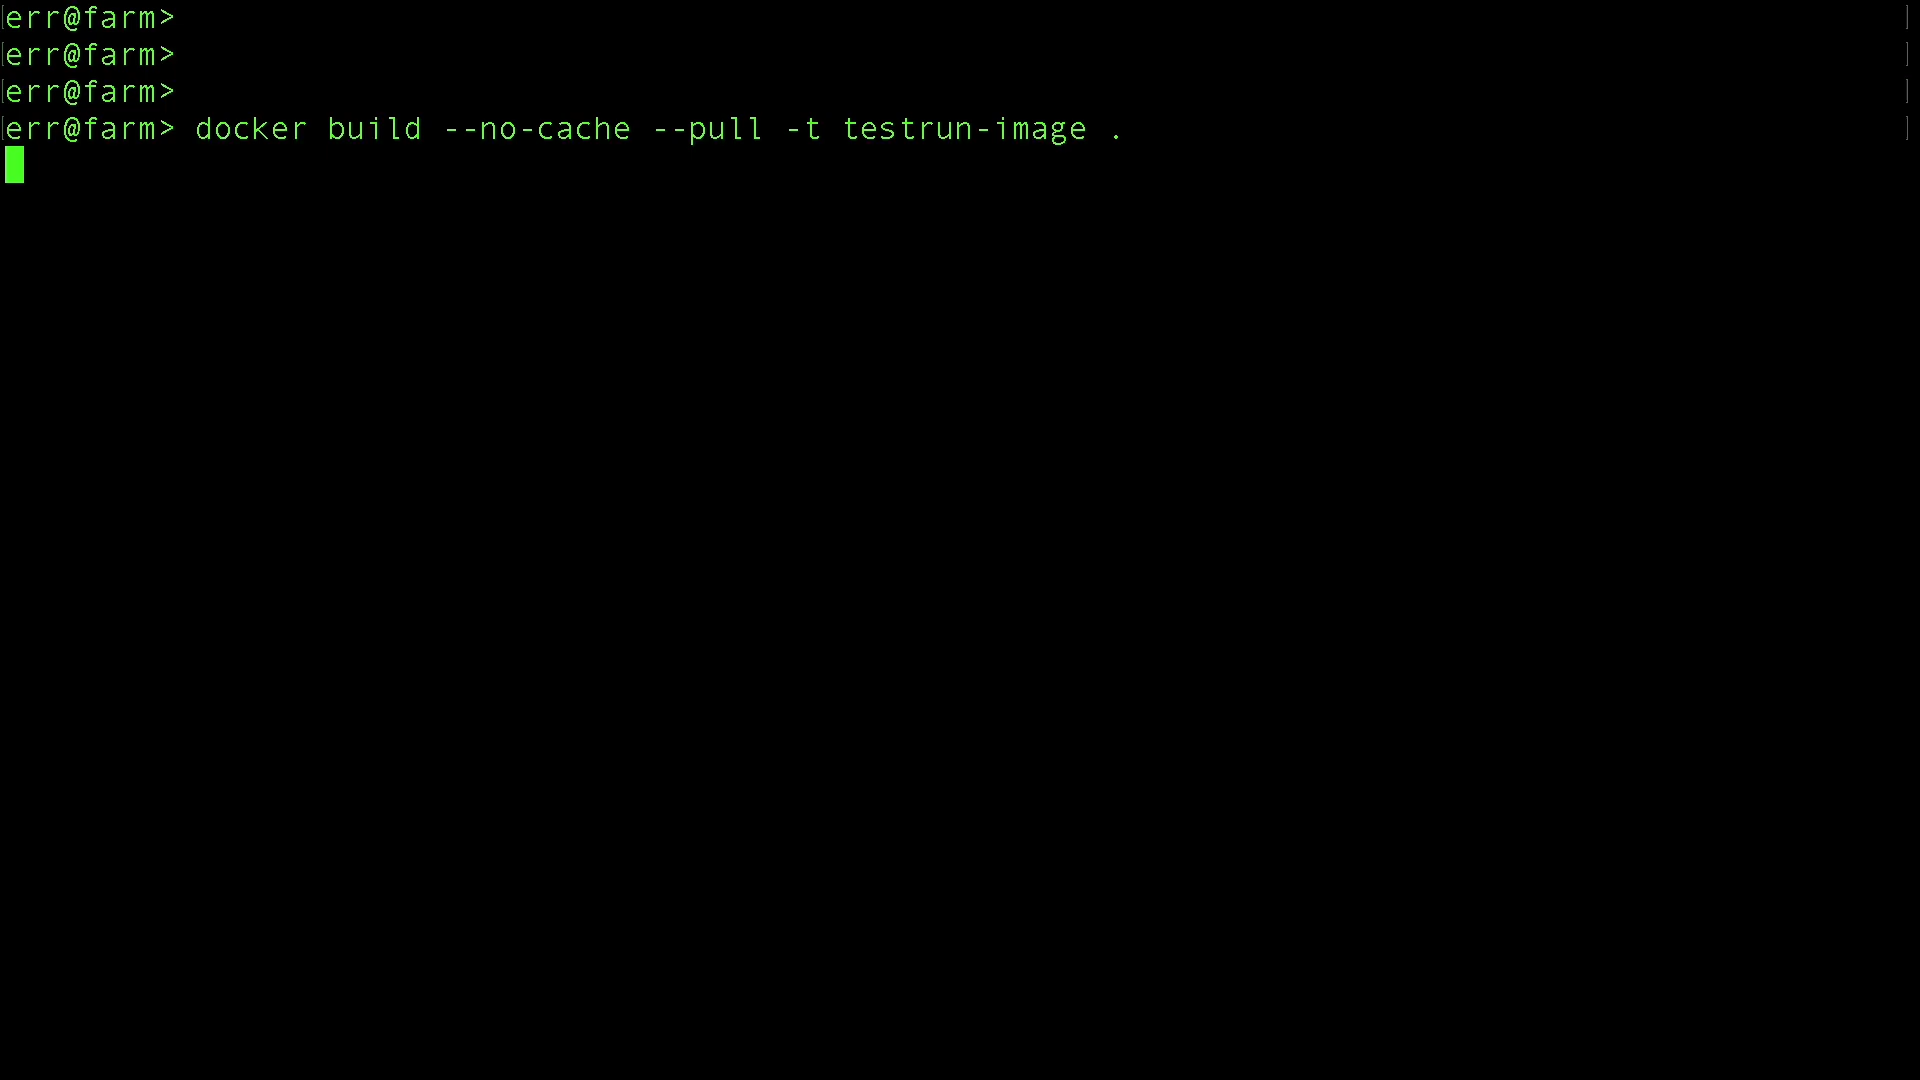 err@farm>
err@farm>
err@farm>
err@farm> docker build --no-cache --pull -t testrun-image .